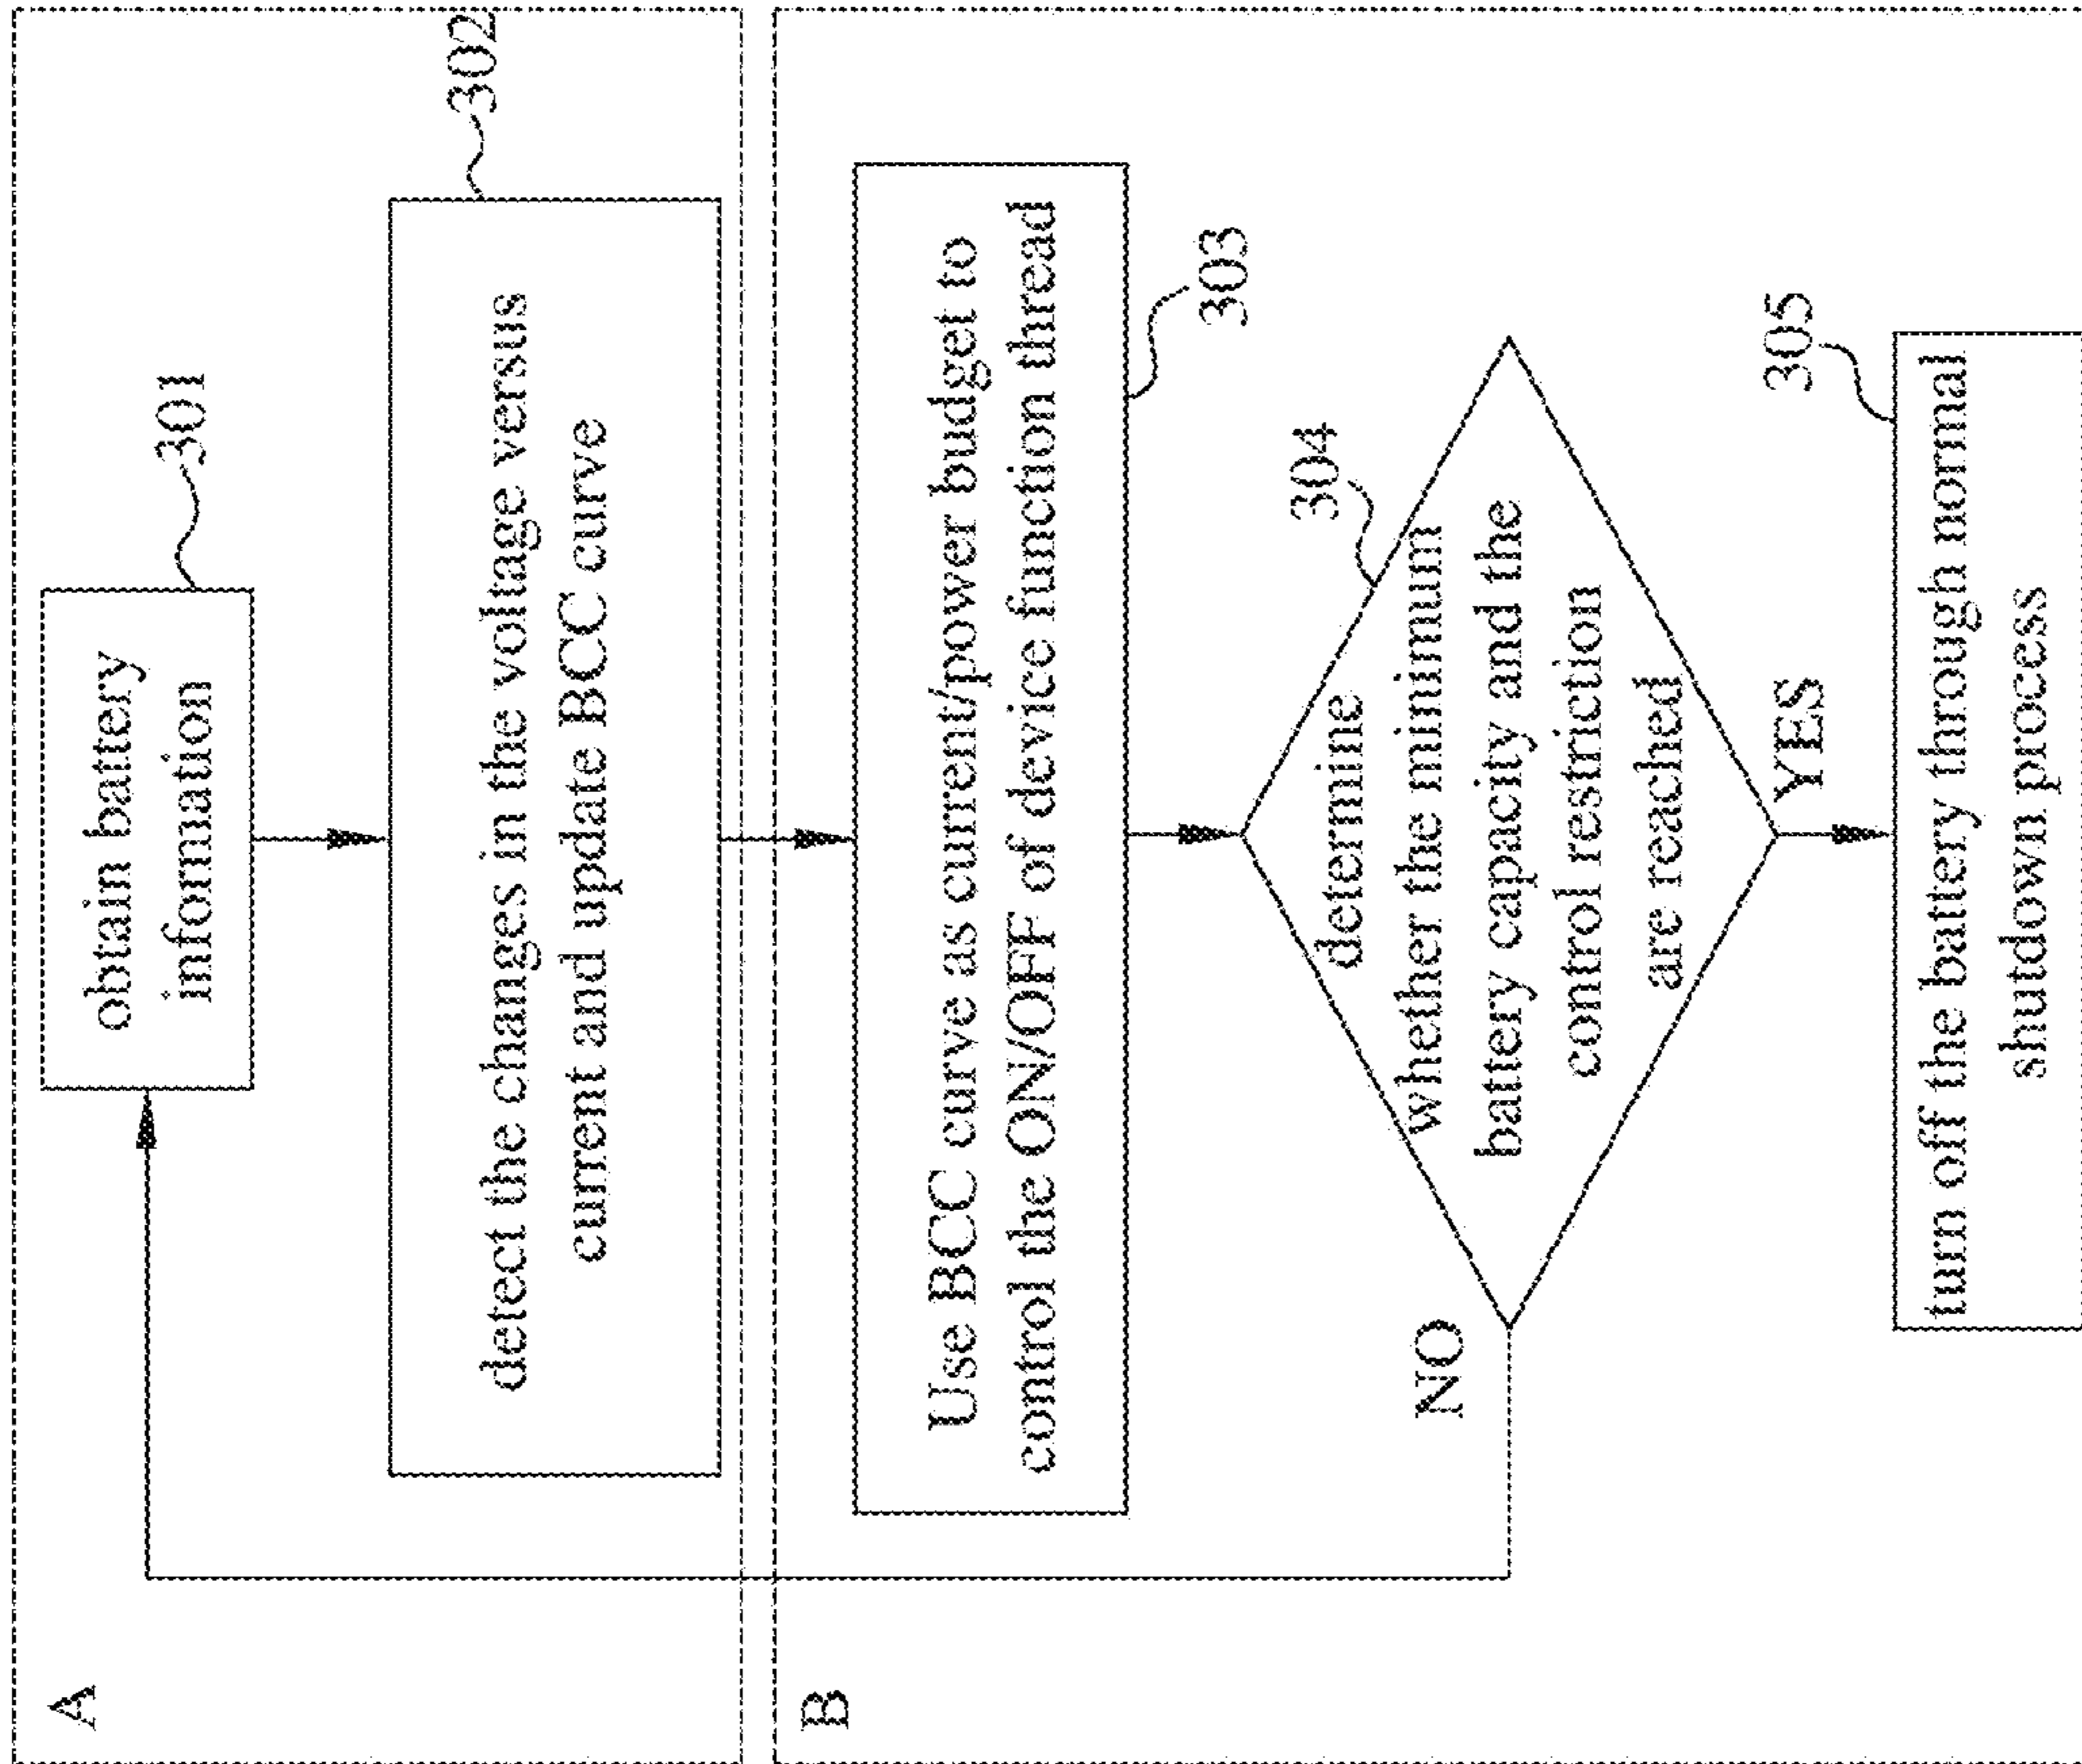 A
obtain battery
information
301
detect the changes in the voltage versus
current and update BCC curve
302
B
Use BCC curve as current/power budget to
control the ON/OFF of device function thread
303
determine
whether the minimum
battery capacity and the
control restriction
are reached
304
NO
YES
turn off the battery through normal
shutdown process
305